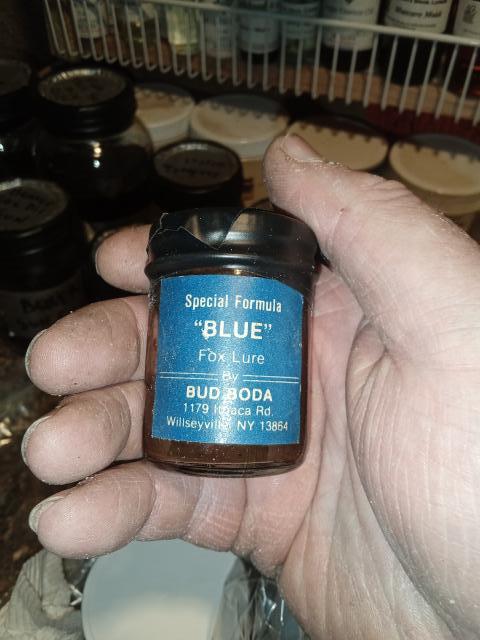 Special Formula
"BLUE"
Fox Lure
By
BUD BODA
1179 Ithaca Rd.
Willseyville, NY 13864